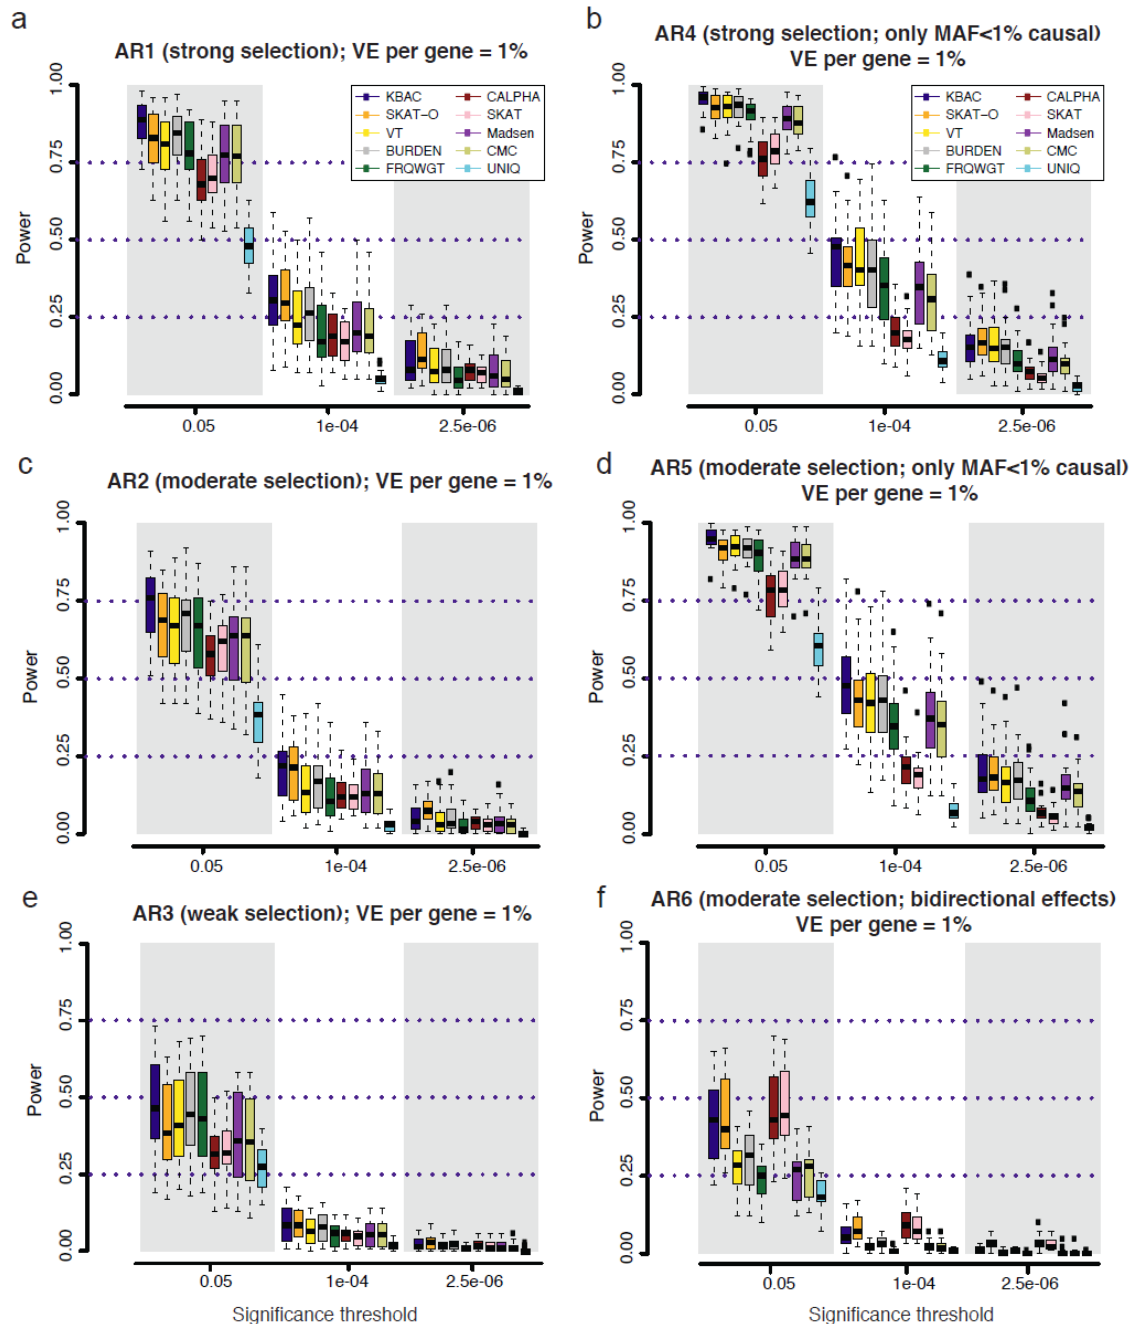 a
AR1 (strong selection); VE per gene = 1%
1.00
0.75
0.50
0.25
0.00
Power
KBAC
SKAT-O
VT
BURDEN
FRQWGT
CALPHA
SKAT
Madsen
CMC
UNIQ
0.05
1e-04
2.5e-06
b
AR4 (strong selection; only MAF<1% causal)
VE per gene = 1%
1.00
0.75
0.50
0.25
0.00
Power
KBAC
SKAT-O
VT
BURDEN
FRQWGT
CALPHA
SKAT
Madsen
CMC
UNIQ
0.05
1e-04
2.5e-06
c
AR2 (moderate selection); VE per gene = 1%
1.00
0.75
0.50
0.25
0.00
Power
0.05
1e-04
2.5e-06
d
AR5 (moderate selection; only MAF<1% causal)
VE per gene = 1%
1.00
0.75
0.50
0.25
0.00
Power
0.05
1e-04
2.5e-06
e
AR3 (weak selection); VE per gene = 1%
1.00
0.75
0.50
0.25
0.00
Power
0.05
1e-04
2.5e-06
Significance threshold
f
AR6 (moderate selection; bidirectional effects)
VE per gene = 1%
1.00
0.75
0.50
0.25
0.00
Power
0.05
1e-04
2.5e-06
Significance threshold